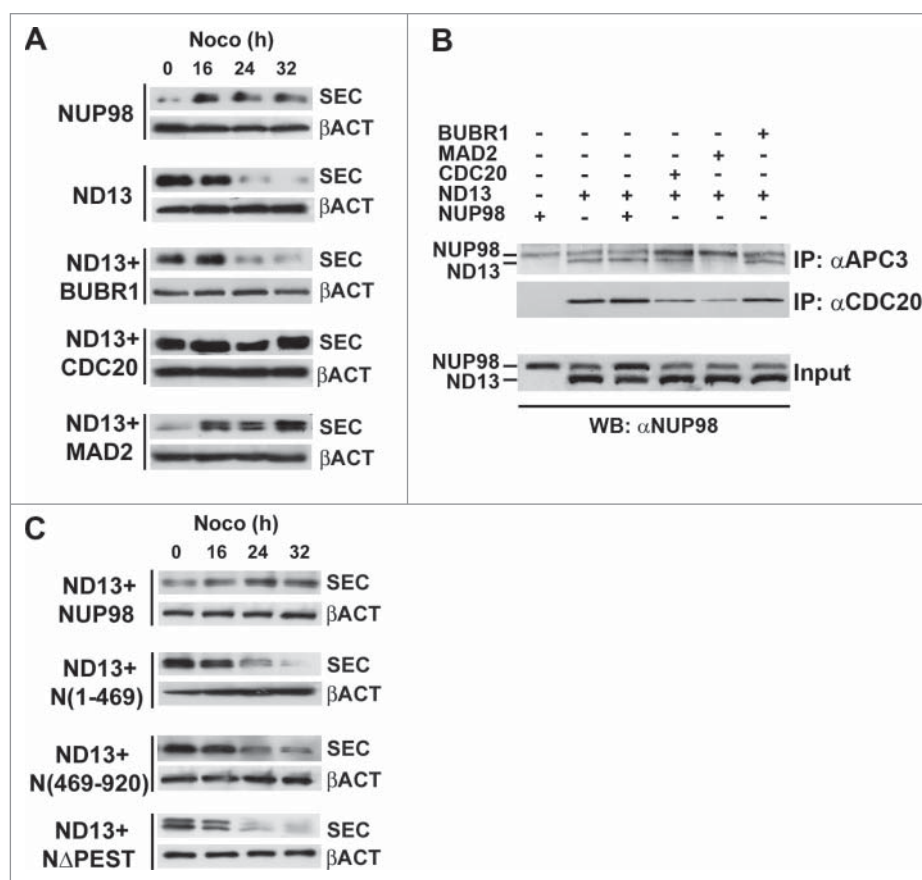 A
Noco (h)
0 16 24 32
NUP98
SEC
βACT
ND13
SEC
βACT
ND13+
BUBR1
SEC
βACT
ND13+
CDC20
SEC
βACT
ND13+
MAD2
SEC
βACT
B
BUBR1 - - - - - +
MAD2 - - - - + -
CDC20 - - - + - -
ND13 - + + + + +
NUP98 + - + - - -
NUP98
ND13
IP: αAPC3
IP: αCDC20
NUP98
ND13
Input
WB: αNUP98
C
Noco (h)
0 16 24 32
ND13+
NUP98
SEC
βACT
ND13+
N(1-469)
SEC
βACT
ND13+
N(469-920)
SEC
βACT
ND13+
NΔPEST
SEC
βACT